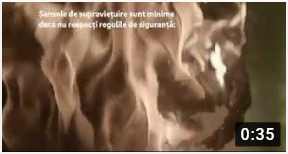 Șansele de supraviețuire sunt minime
dacă nu respecți regulile de siguranță:
0:35